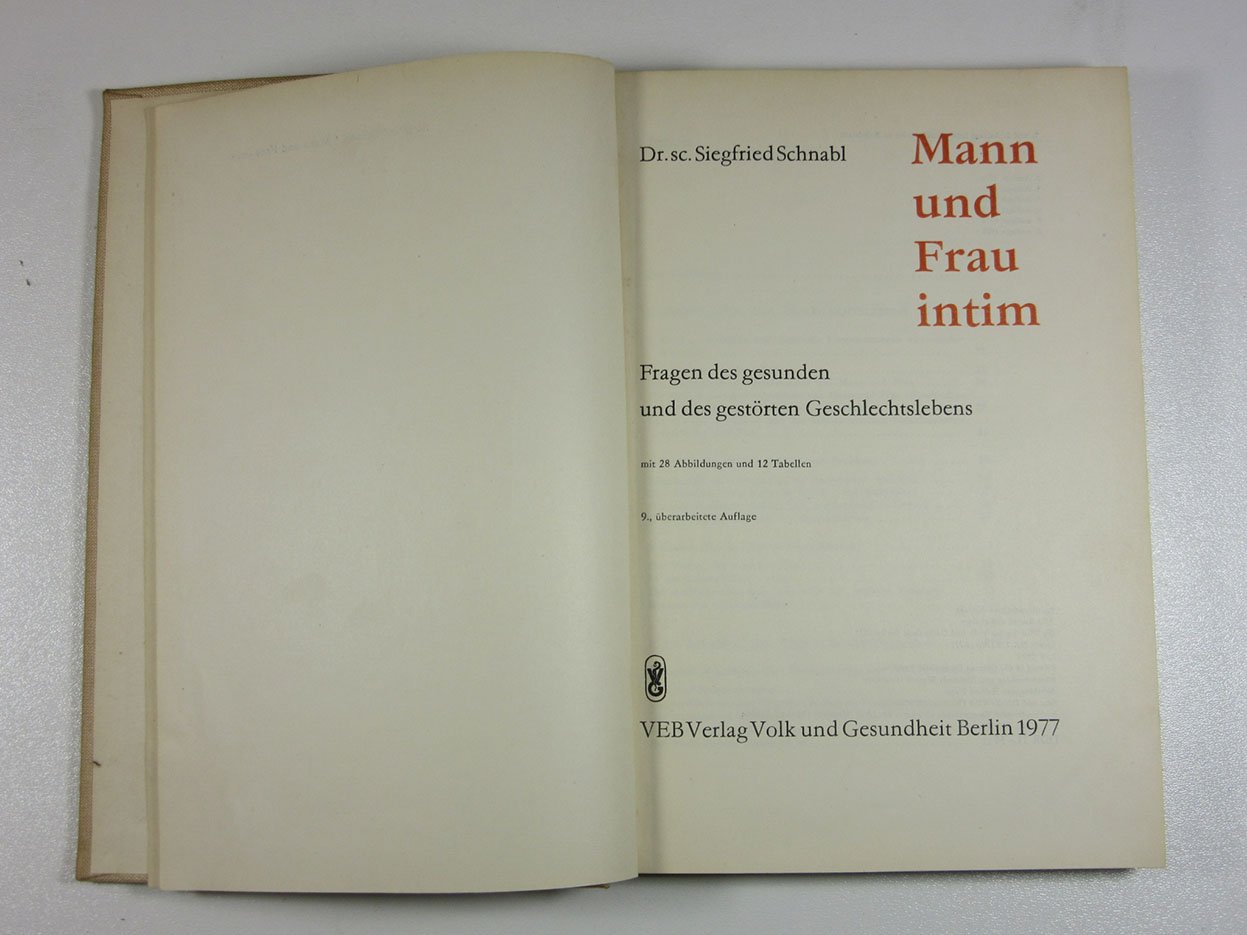 Dr. sc. Siegfried Schnabl
Mann
und
Frau
intim
Fragen des gesunden
und des gestörten Geschlechtslebens
mit 28 Abbildungen und 12 Tabellen
9., überarbeitete Auflage
VEB Verlag Volk und Gesundheit Berlin 1977